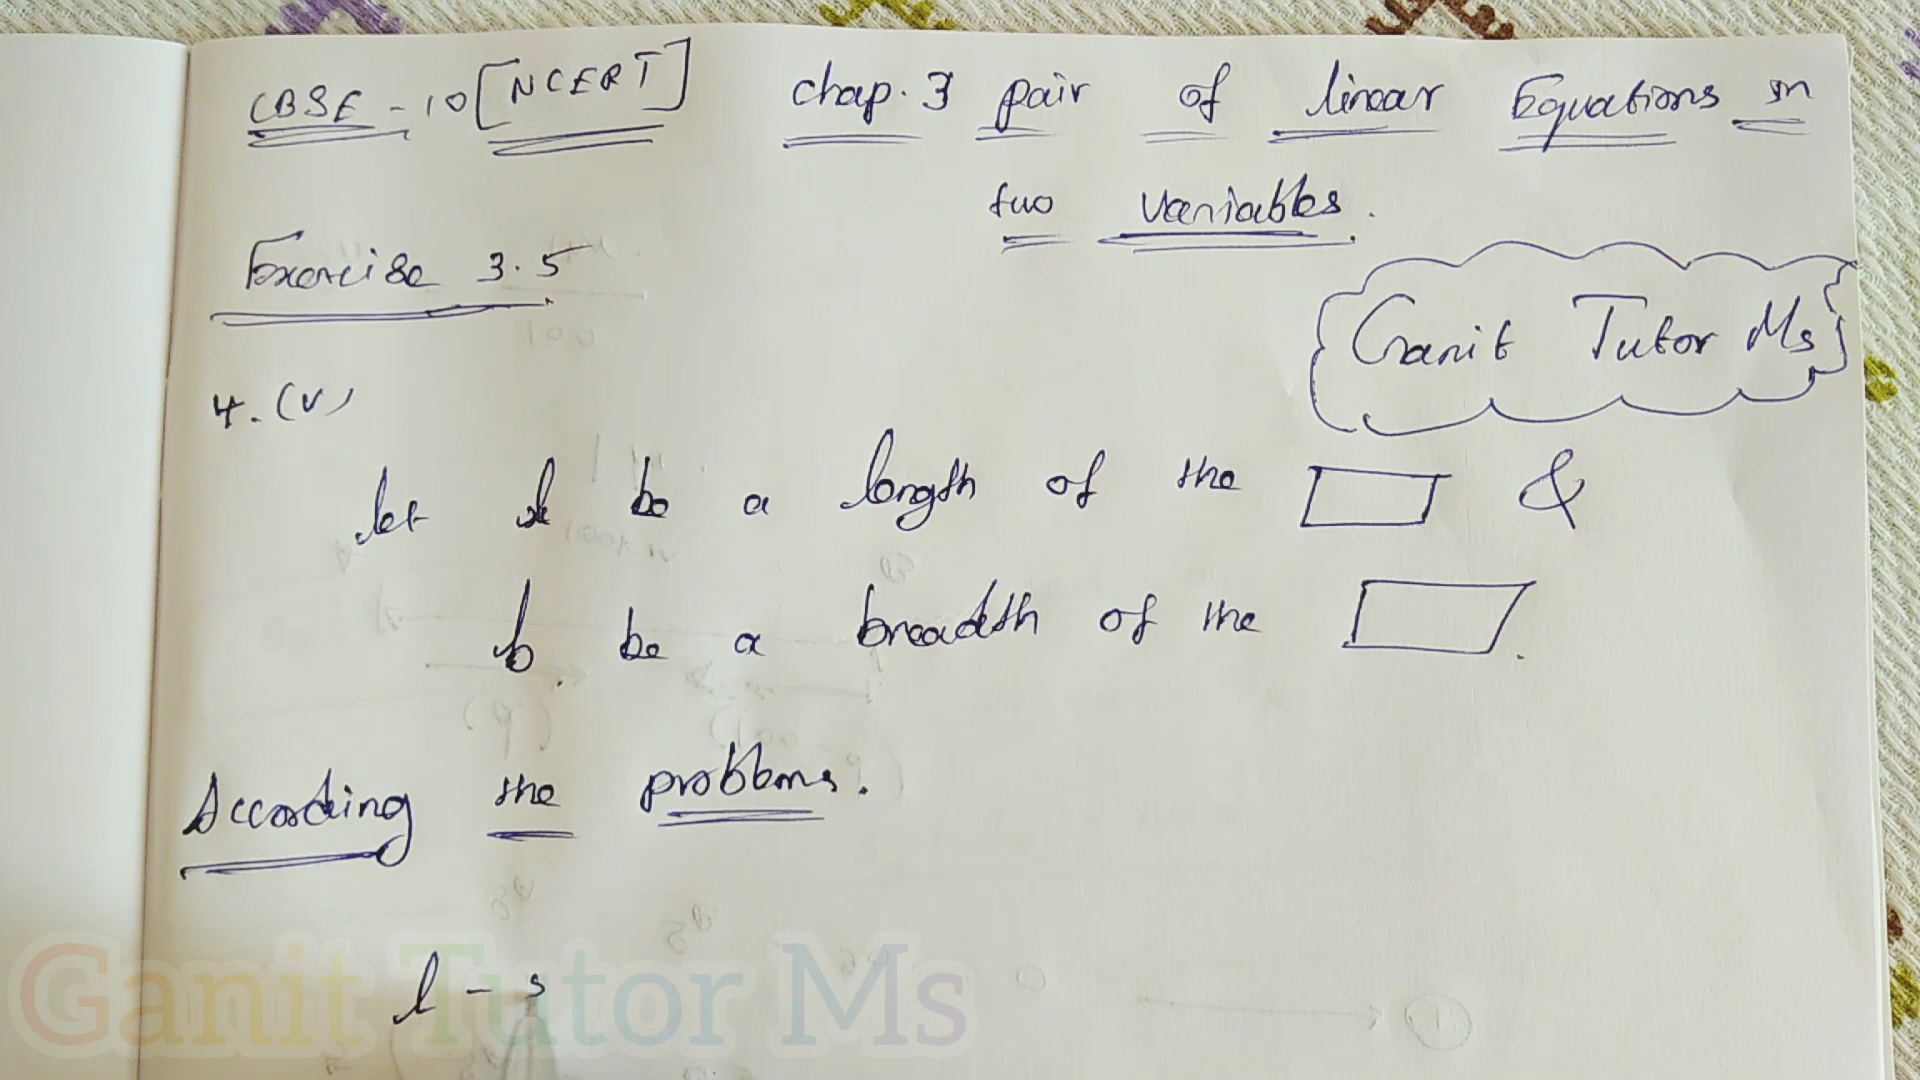 CBSE - 10 [NCERT] chap. 3 pair of linear Equations in
two variables.
Exercise 3.5
Ganit Tutor Ms
4. (v)
let l be a length of the &
b be a breadth of the
According the problems.
l - 5
Ganit Tutor Ms